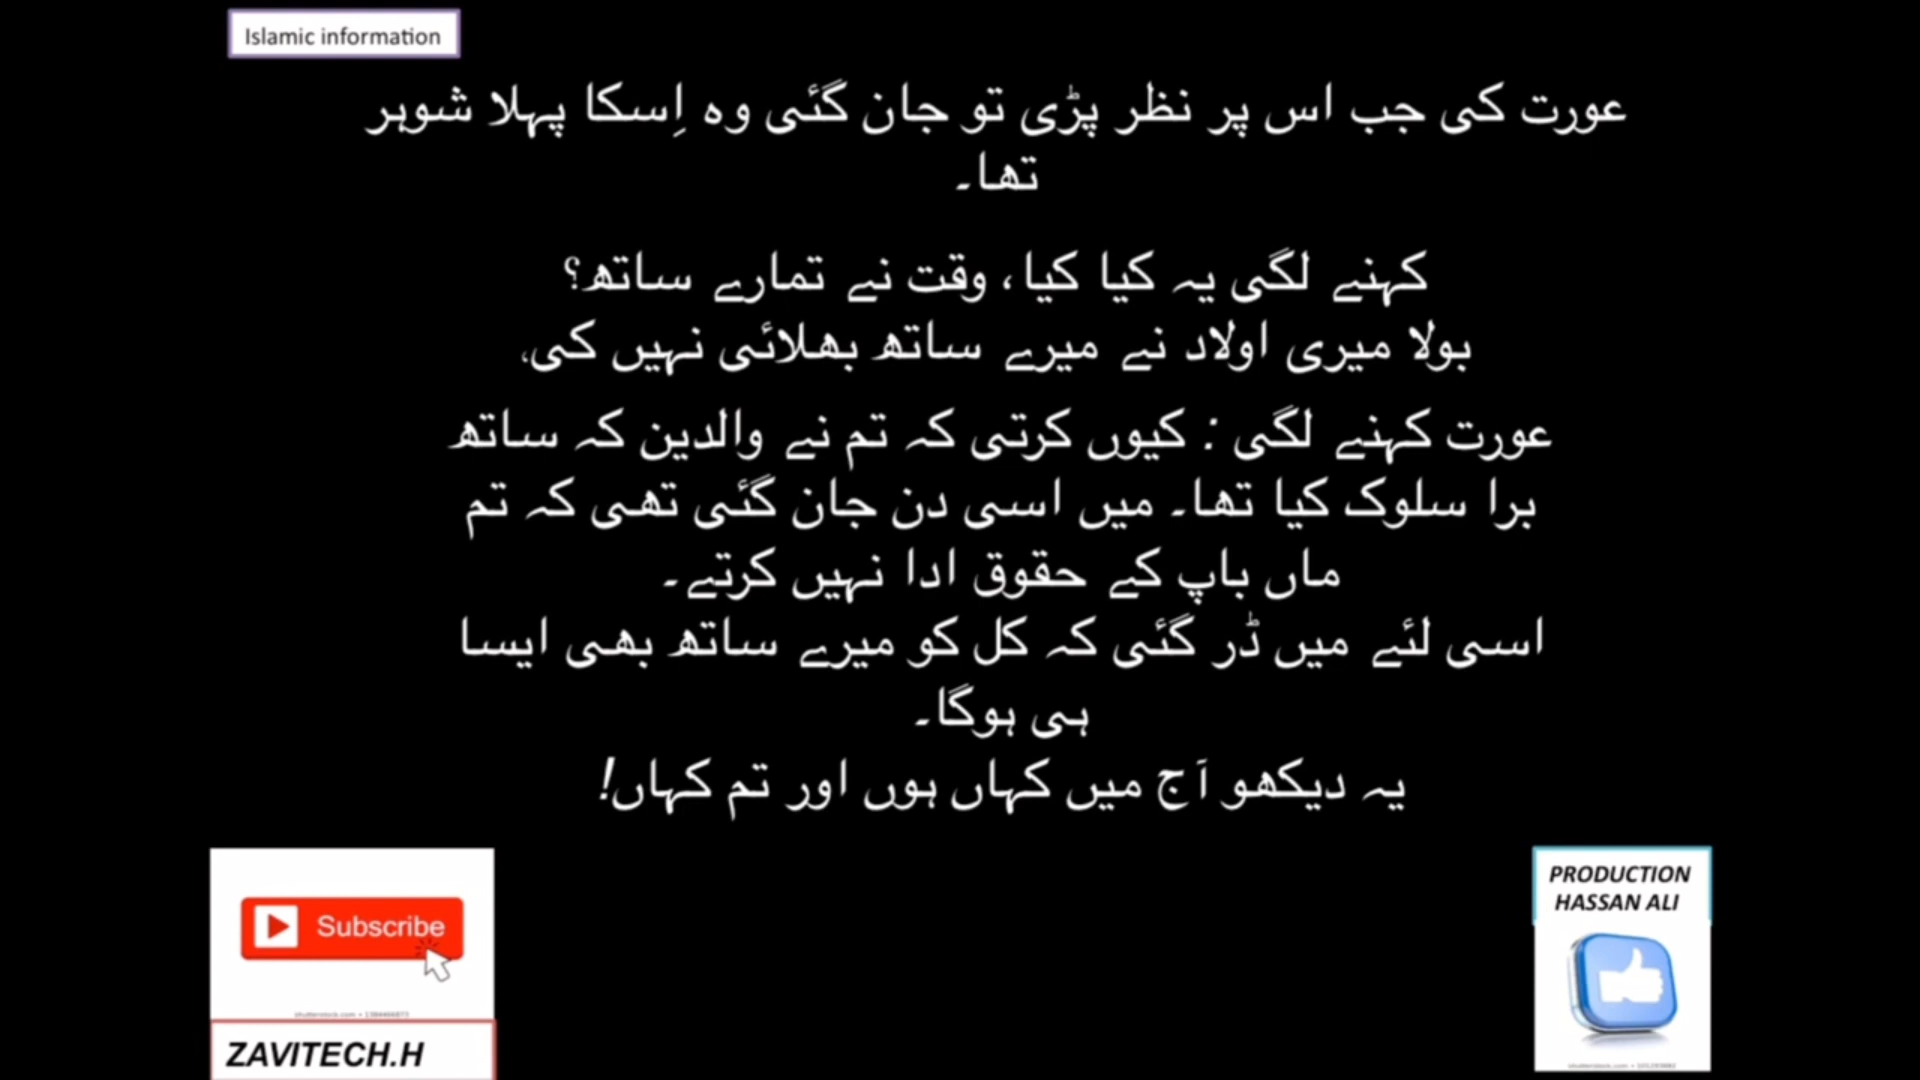 Islamic information
عورت کی جب اس پر نظر پڑی تو جان گئی وہ اِسکا پہلا شوہر
تھا۔
کہنے لگی یہ کیا کیا، وقت نے تمارے ساتھ؟
بولا میری اولاد نے میرے ساتھ بھلائی نہیں کی،
عورت کہنے لگی : کیوں کرتی کہ تم نے والدین کہ ساتھ
برا سلوک کیا تھا۔ میں اسی دن جان گئی تھی کہ تم
ماں باپ کے حقوق ادا نہیں کرتے۔
اسی لئے میں ڈر گئی کہ کل کو میرے ساتھ بھی ایسا
ہی ہوگا۔
یہ دیکھو آج میں کہاں ہوں اور تم کہاں!
Subscribe
ZAVITECH.H
PRODUCTION
HASSAN ALI